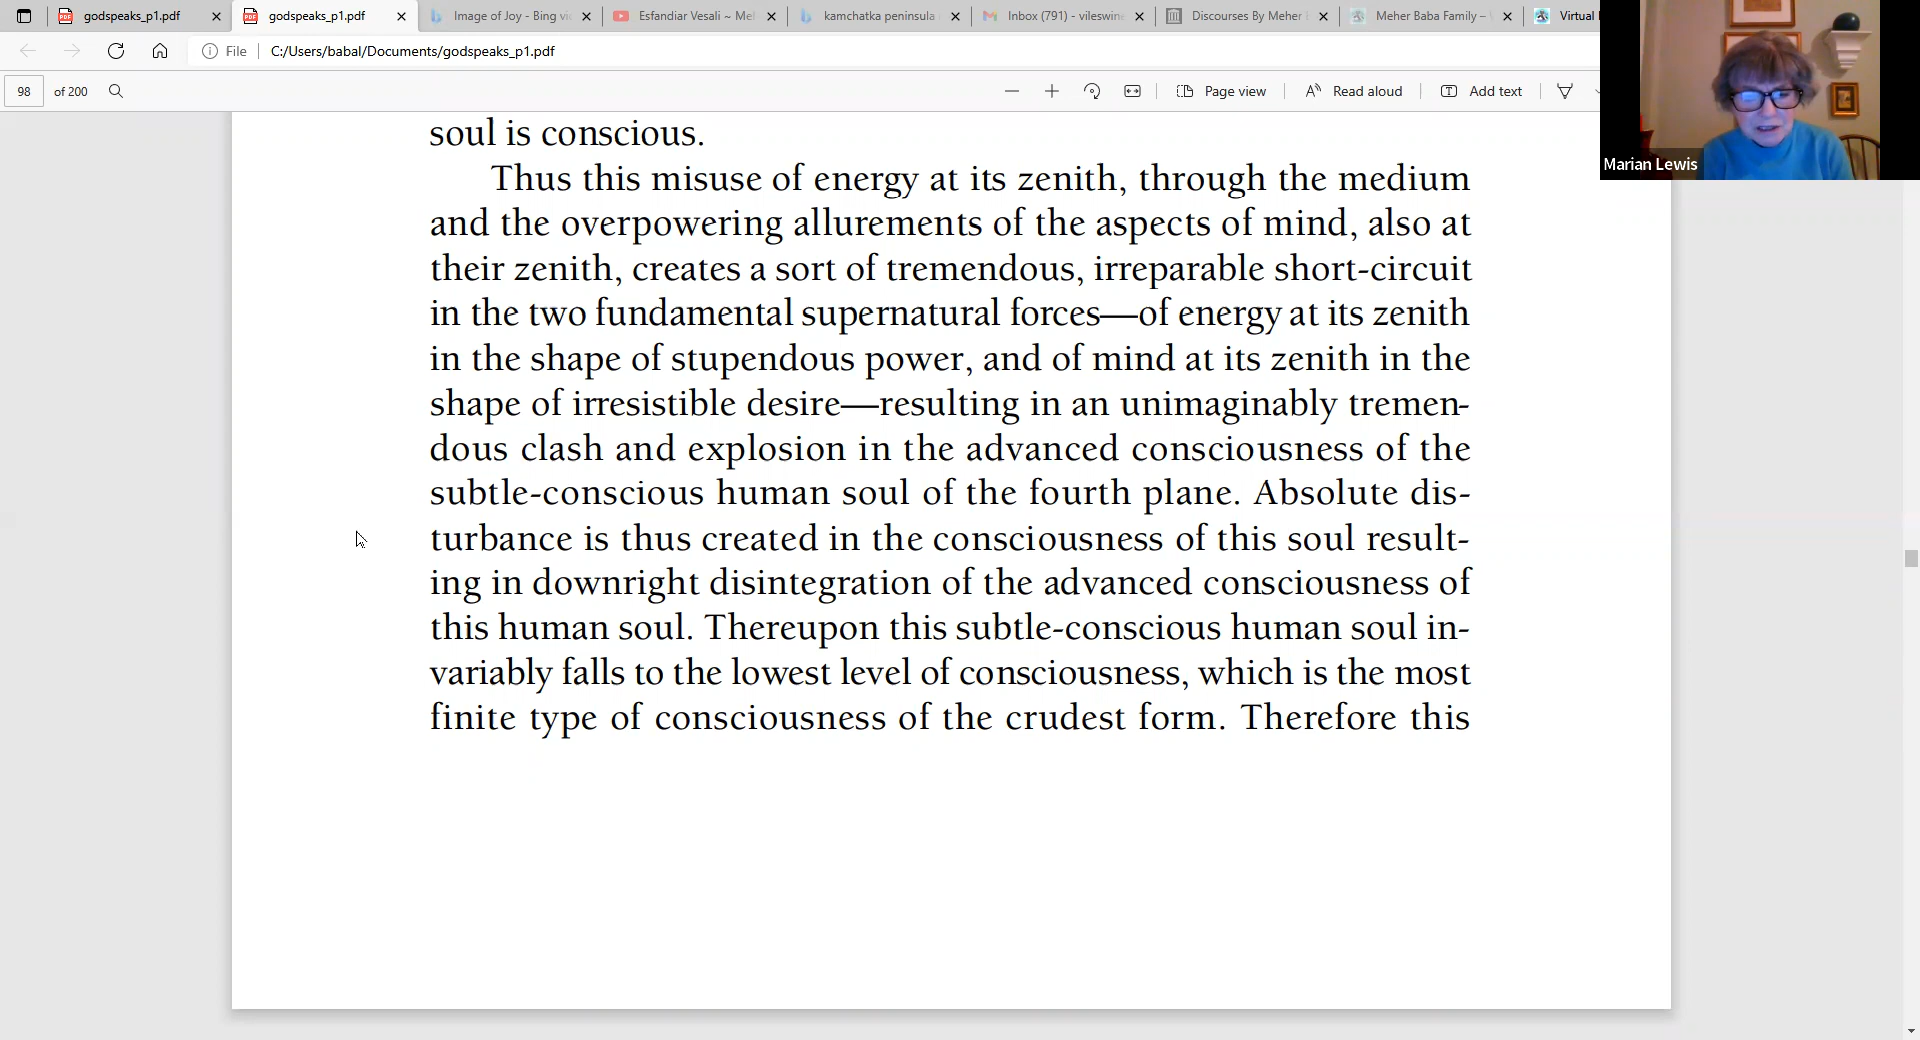 godspeaks_p1.pdf
godspeaks_p1.pdf
Image of Joy - Bing vi
Esfandiar Vesali ~ Me
kamchatka peninsula
Inbox (791) - vileswine
Discourses By Meher
Meher Baba Family –
Virtual
File
C:/Users/babal/Documents/godspeaks_p1.pdf
98
of 200
Page view
Read aloud
Add text
Marian Lewis
soul is conscious.
Thus this misuse of energy at its zenith, through the medium
and the overpowering allurements of the aspects of mind, also at
their zenith, creates a sort of tremendous, irreparable short-circuit
in the two fundamental supernatural forces—of energy at its zenith
in the shape of stupendous power, and of mind at its zenith in the
shape of irresistible desire—resulting in an unimaginably tremen-
dous clash and explosion in the advanced consciousness of the
subtle-conscious human soul of the fourth plane. Absolute dis-
turbance is thus created in the consciousness of this soul result-
ing in downright disintegration of the advanced consciousness of
this human soul. Thereupon this subtle-conscious human soul in-
variably falls to the lowest level of consciousness, which is the most
finite type of consciousness of the crudest form. Therefore this